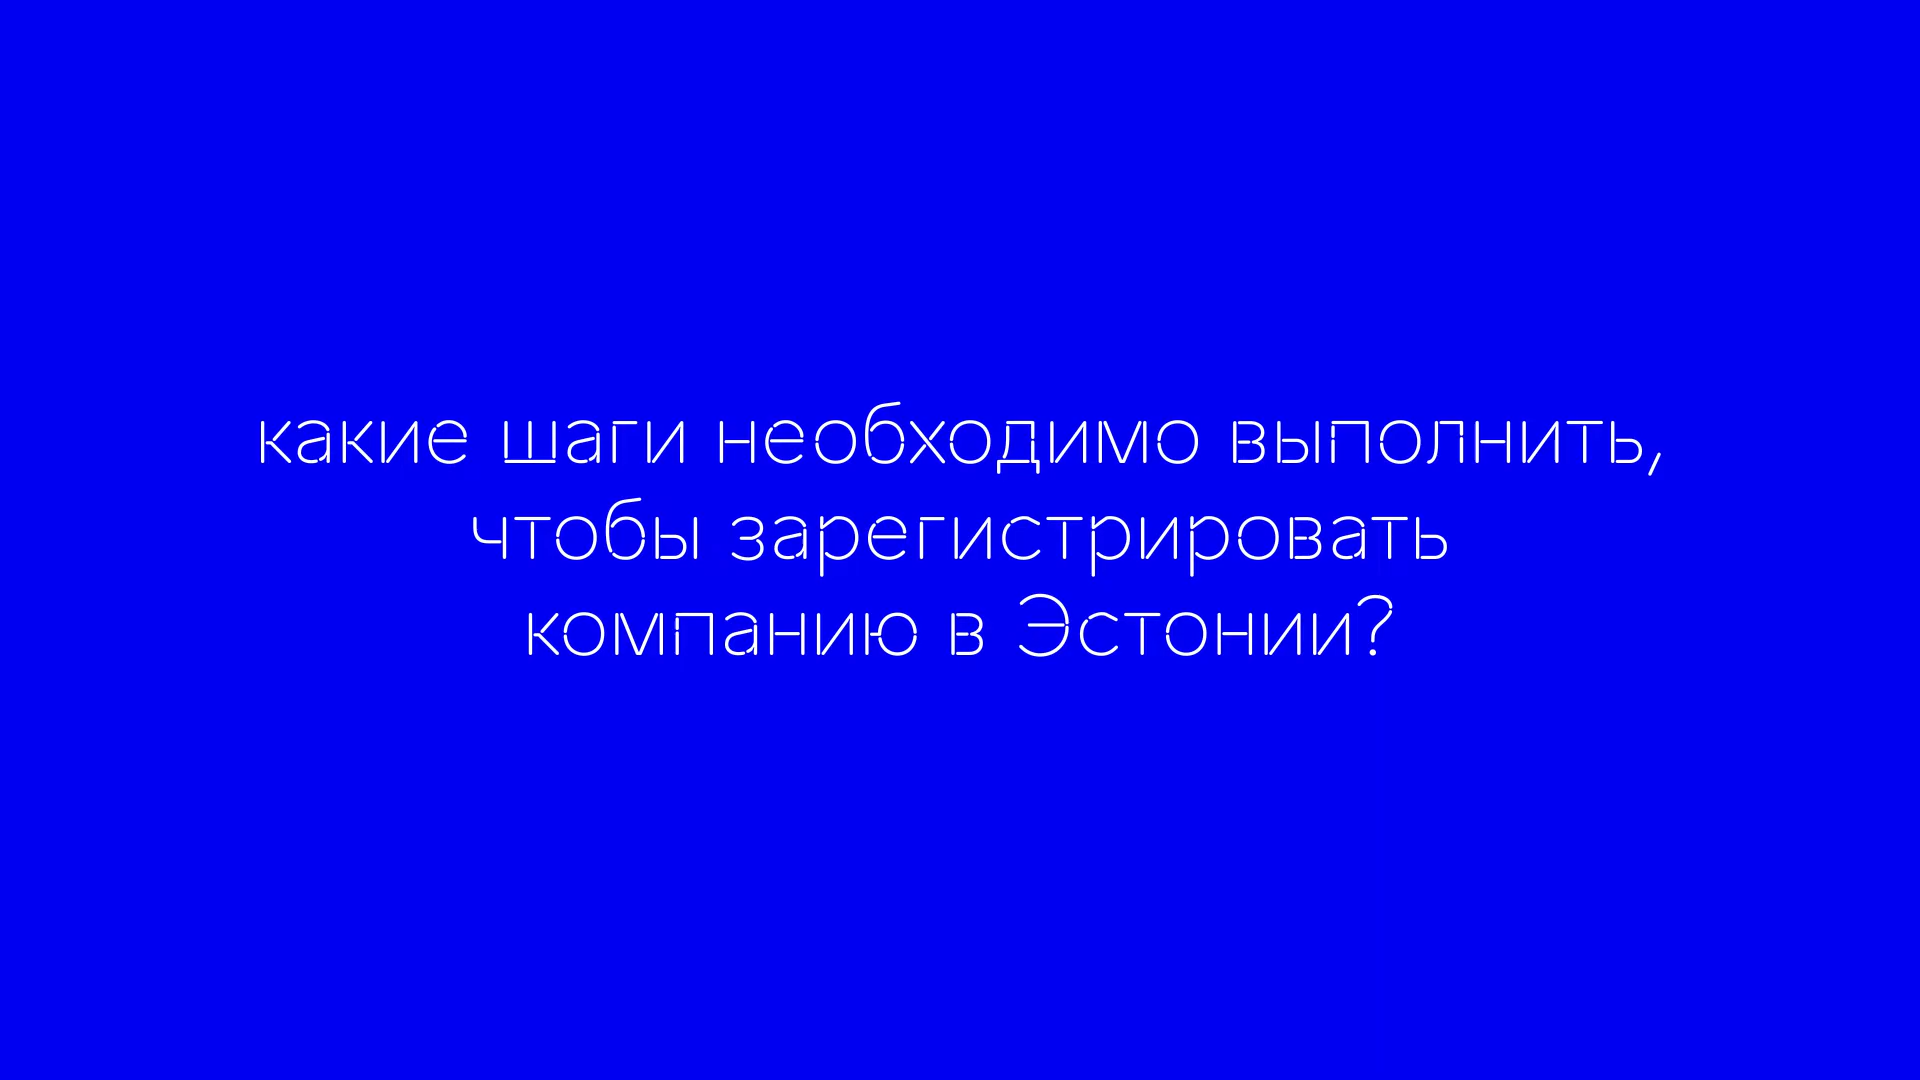 какие шаги необходимо выполнить,
чтобы зарегистрировать
компанию в Эстонии?